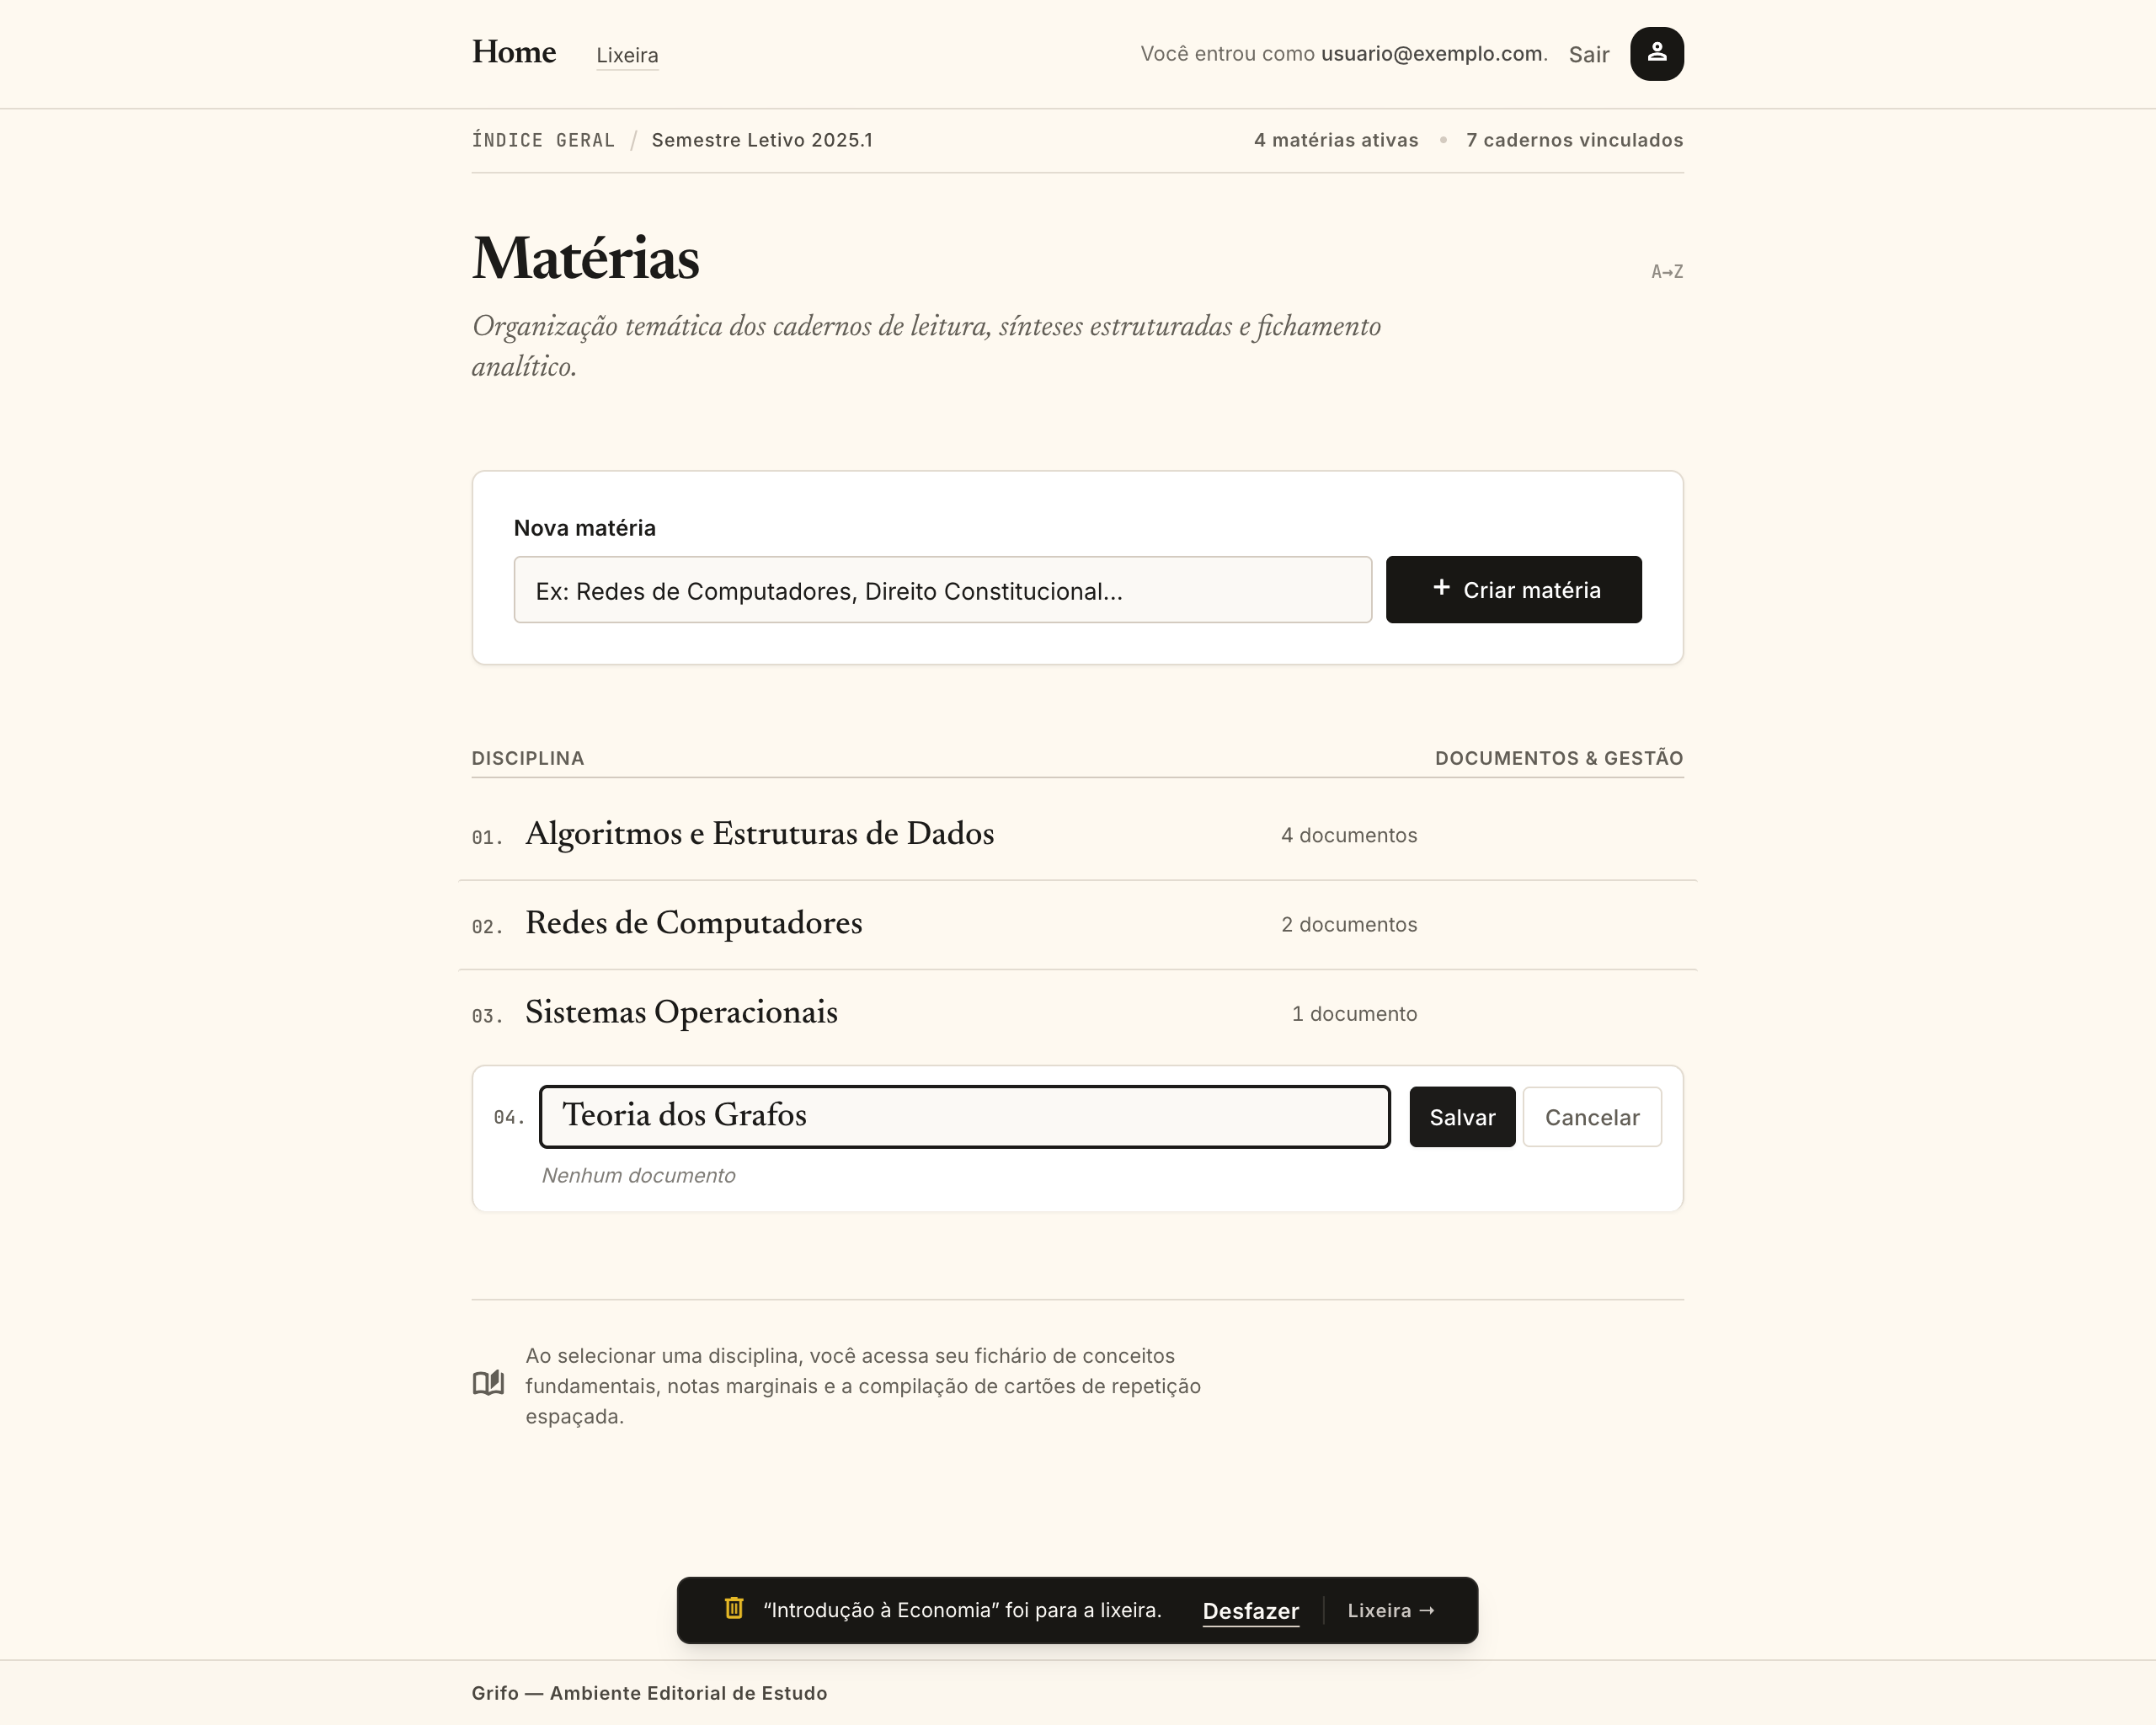 Home
Lixeira
Você entrou como usuario@exemplo.com.
Sair
ÍNDICE GERAL / Semestre Letivo 2025.1
4 matérias ativas • 7 cadernos vinculados
Matérias
A→Z
Organização temática dos cadernos de leitura, sínteses estruturadas e fichamento
analítico.
Nova matéria
Ex: Redes de Computadores, Direito Constitucional...
+ Criar matéria
DISCIPLINA
DOCUMENTOS & GESTÃO
01. Algoritmos e Estruturas de Dados
4 documentos
02. Redes de Computadores
2 documentos
03. Sistemas Operacionais
1 documento
04. Teoria dos Grafos
Salvar
Cancelar
Nenhum documento
Ao selecionar uma disciplina, você acessa seu fichário de conceitos
fundamentais, notas marginais e a compilação de cartões de repetição
espaçada.
“Introdução à Economia” foi para a lixeira.
Desfazer
Lixeira →
Grifo — Ambiente Editorial de Estudo